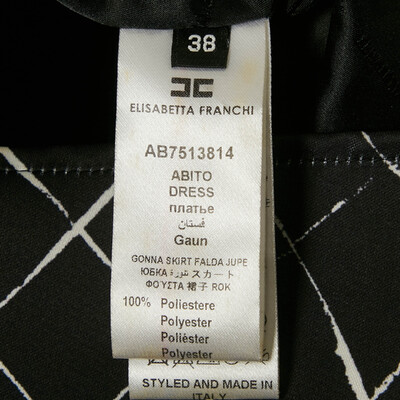 38
ELISABETTA FRANCHI
AB7513814
ABITO
DRESS
платье
فستان
Gaun
GONNA SKIRT FALDA JUPE
ЮБКА تنورة スカート
ΦΟΥΣΤΑ 裙子 ROK
100% Poliestere
Polyester
Poliéster
Polyester
STYLED AND MADE IN
ITALY